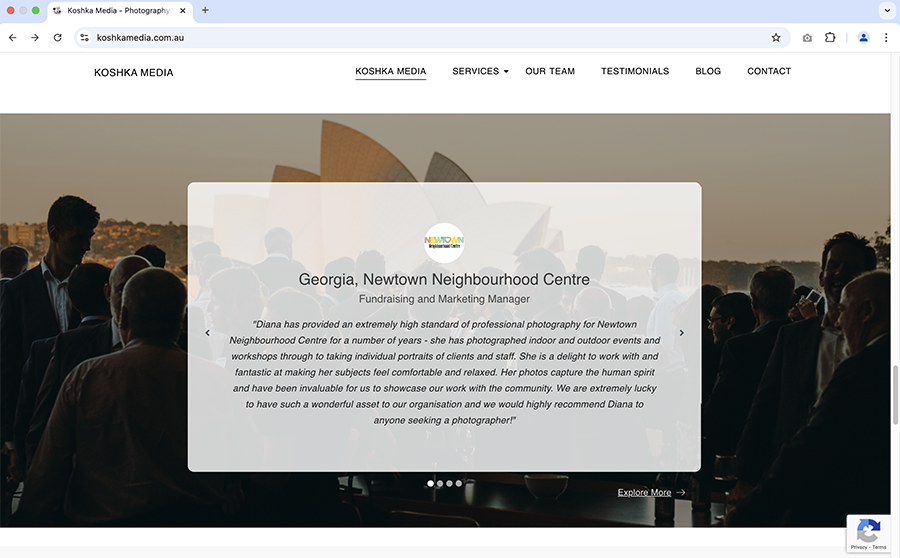 Koshka Media - Photography
koshkamedia.com.au
KOSHKA MEDIA
KOSHKA MEDIA
SERVICES
OUR TEAM
TESTIMONIALS
BLOG
CONTACT
NEWTOWN
Neighbourhood Centre
Georgia, Newtown Neighbourhood Centre
Fundraising and Marketing Manager
"Diana has provided an extremely high standard of professional photography for Newtown
Neighbourhood Centre for a number of years - she has photographed indoor and outdoor events and
workshops through to taking individual portraits of clients and staff. She is a delight to work with and
fantastic at making her subjects feel comfortable and relaxed. Her photos capture the human spirit
and have been invaluable for us to showcase our work with the community. We are extremely lucky
to have such a wonderful asset to our organisation and we would highly recommend Diana to
anyone seeking a photographer!"
Explore More
Privacy - Terms